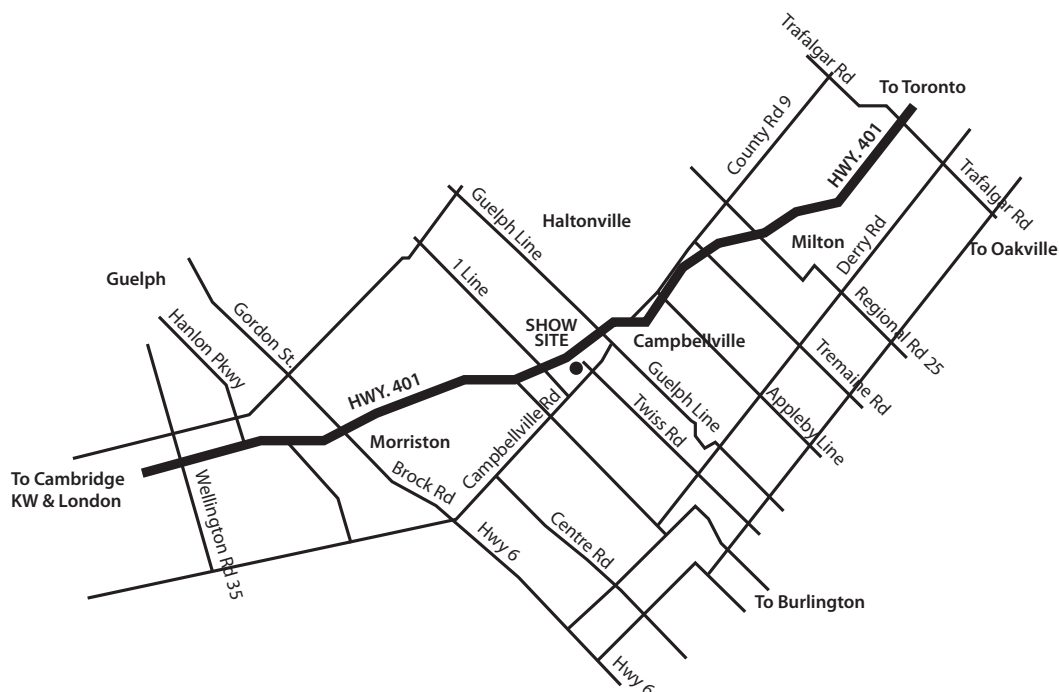 Trafalgar Rd
To Toronto
County Rd 9
HWY. 401
Trafalgar Rd
Guelph Line
Haltonville
Derry Rd
Milton
To Oakville
Guelph
1 Line
Hanlon Pkwy
Gordon St.
SHOW
SITE
Campbellville
Regional Rd 25
HWY. 401
Guelph Line
Tremaine Rd
Twiss Rd
Appleby Line
Morriston
Campbellville Rd
To Cambridge
KW & London
Brock Rd
Wellington Rd 35
Hwy 6
Centre Rd
To Burlington
Hwy 6